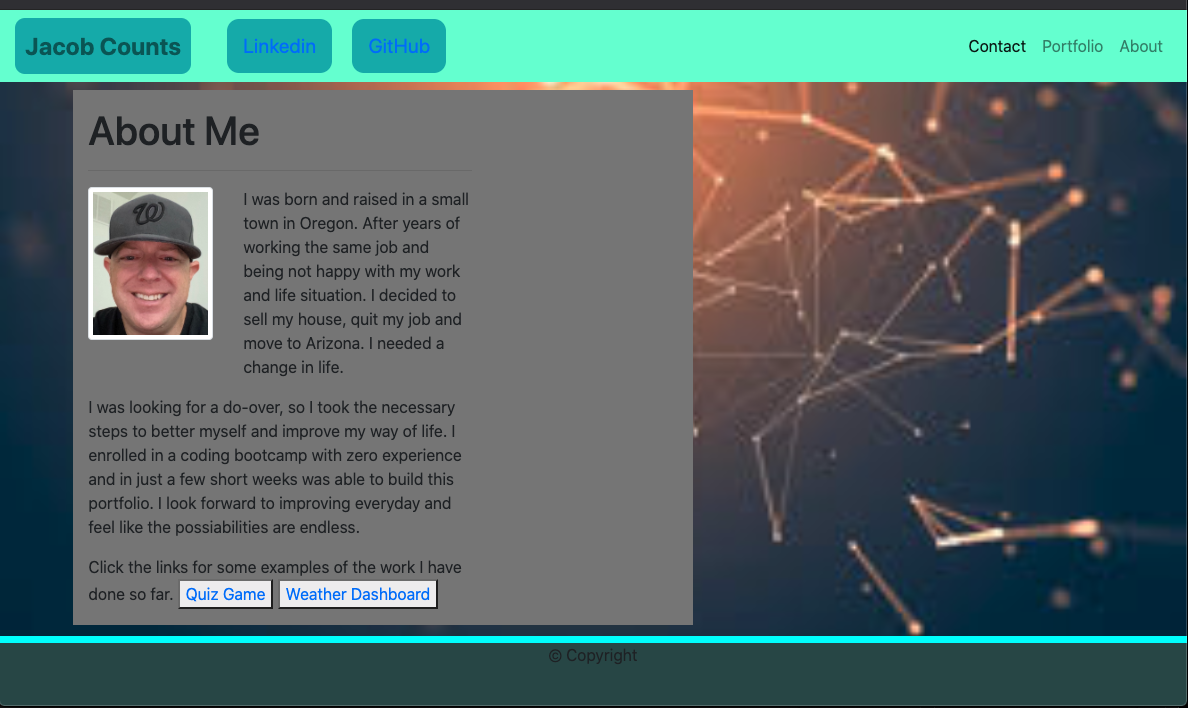 Jacob Counts Linkedin GitHub Contact Portfolio About
About Me
W
I was born and raised in a small
town in Oregon. After years of
working the same job and
being not happy with my work
and life situation. I decided to
sell my house, quit my job and
move to Arizona. I needed a
change in life.
I was looking for a do-over, so I took the necessary
steps to better myself and improve my way of life. I
enrolled in a coding bootcamp with zero experience
and in just a few short weeks was able to build this
portfolio. I look forward to improving everyday and
feel like the possiabilities are endless.
Click the links for some examples of the work I have
done so far. Quiz Game Weather Dashboard
© Copyright